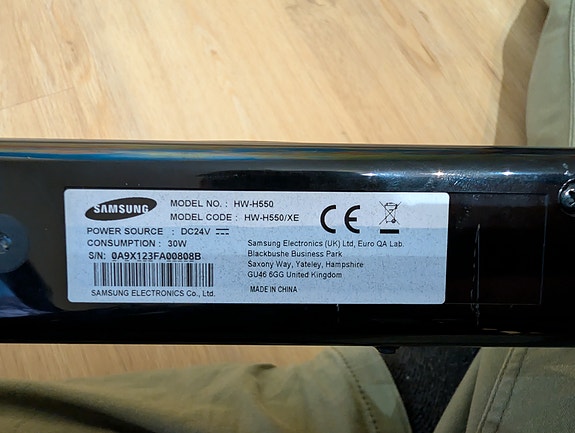 SAMSUNG
MODEL NO. : HW-H550
MODEL CODE : HW-H550/XE
POWER SOURCE : DC24V
CONSUMPTION : 30W
S/N: 0A9X123FA00808B
SAMSUNG ELECTRONICS Co., Ltd.
CE
Samsung Electronics (UK) Ltd, Euro QA Lab.
Blackbushe Business Park
Saxony Way, Yateley, Hampshire
GU46 6GG United Kingdom
MADE IN CHINA